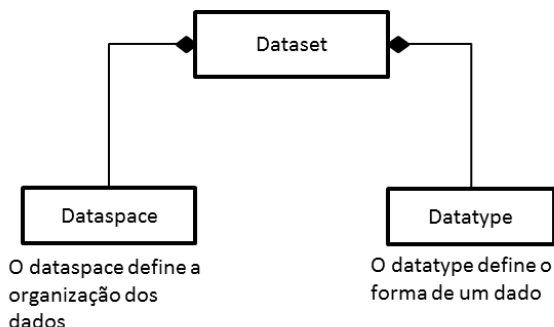 Dataset
Dataspace
Datatype
O dataspace define a
organização dos
dados
O datatype define o
forma de um dado